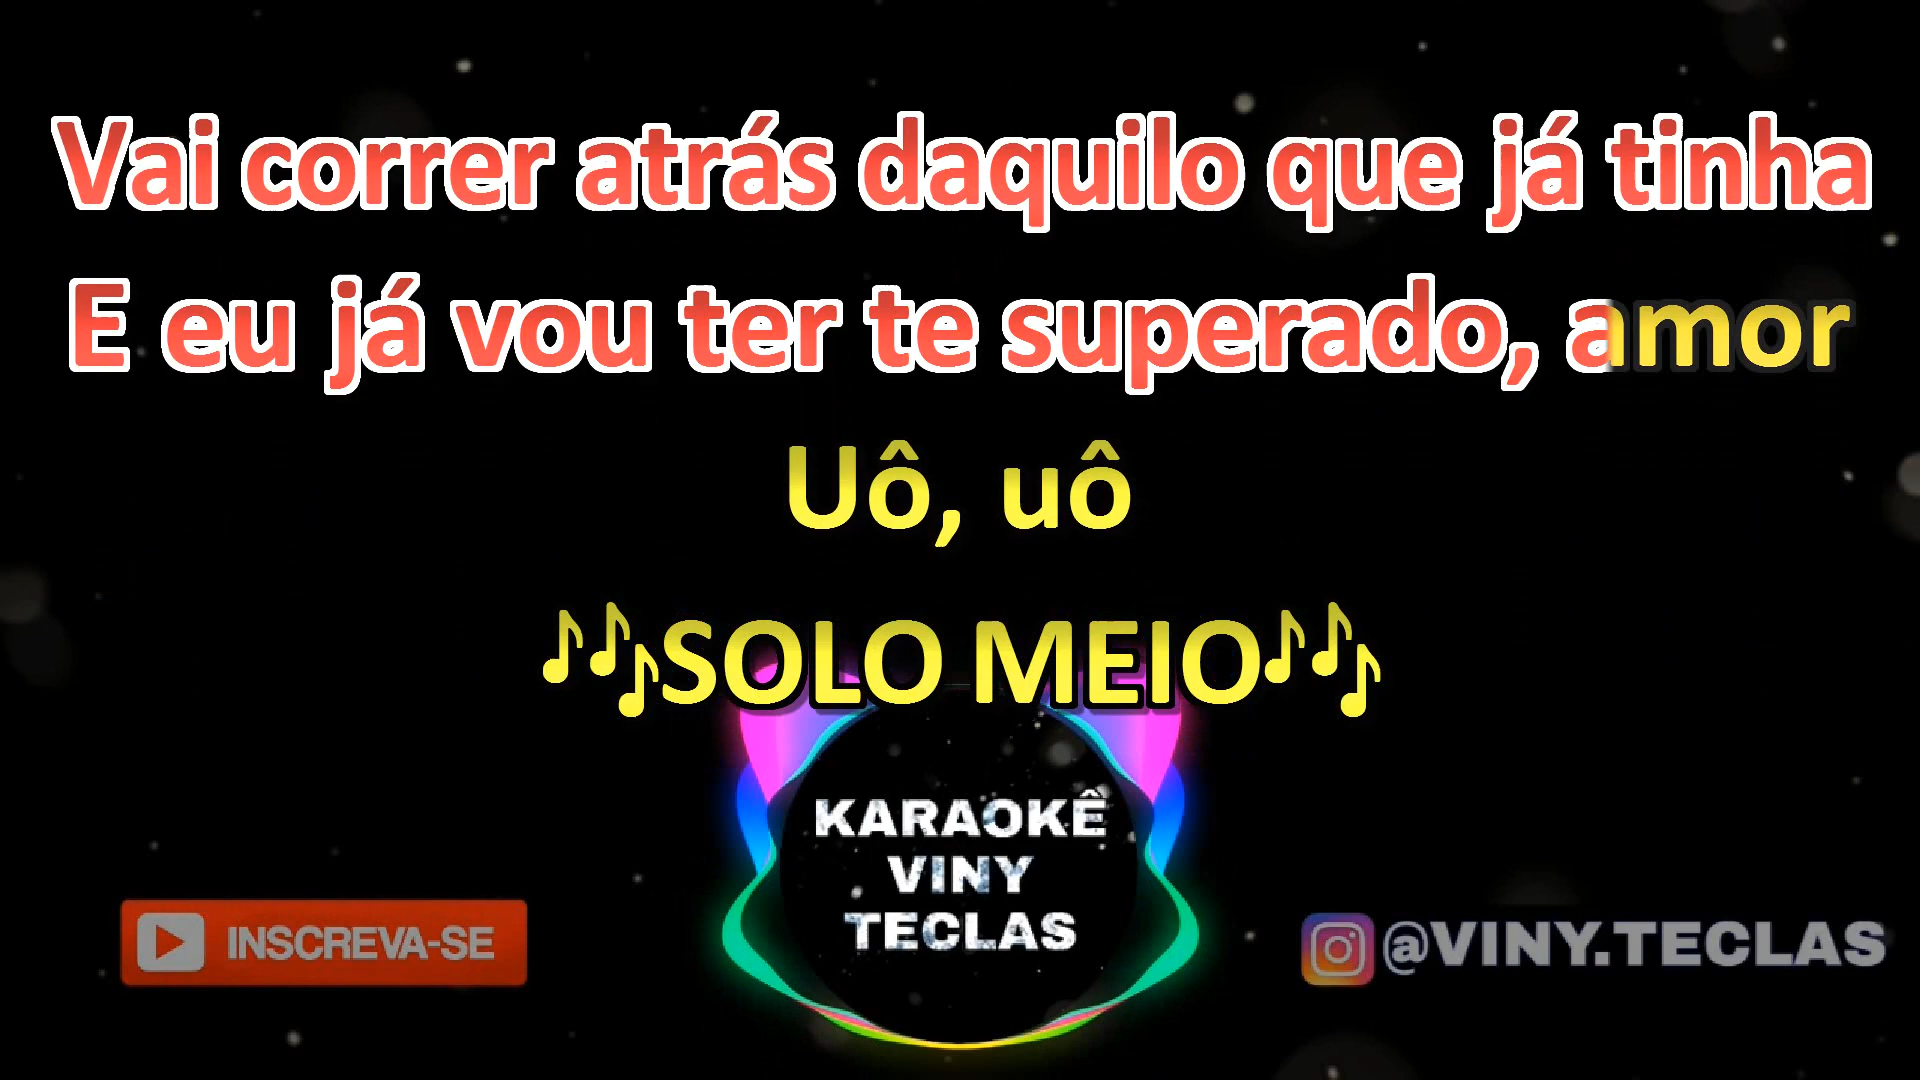 Vai correr atrás daquilo que já tinha
E eu já vou ter te superado, amor
Uô, uô
🎶SOLO MEIO🎶
KARAOKÊ
VINY
TECLAS
INSCREVA-SE
@VINY.TECLAS